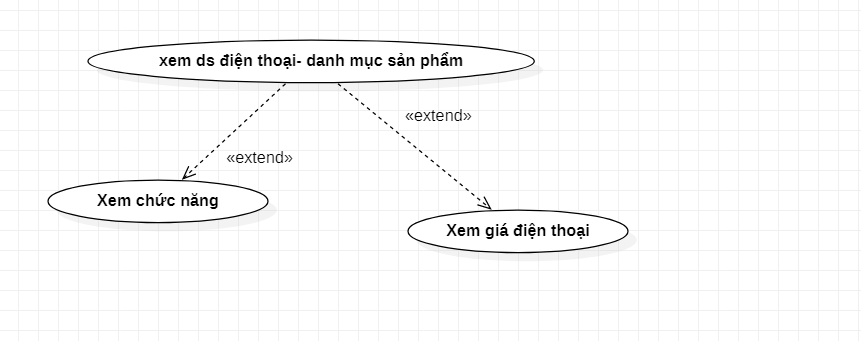 xem ds điện thoại- danh mục sản phẩm
«extend»
«extend»
Xem chức năng
Xem giá điện thoại